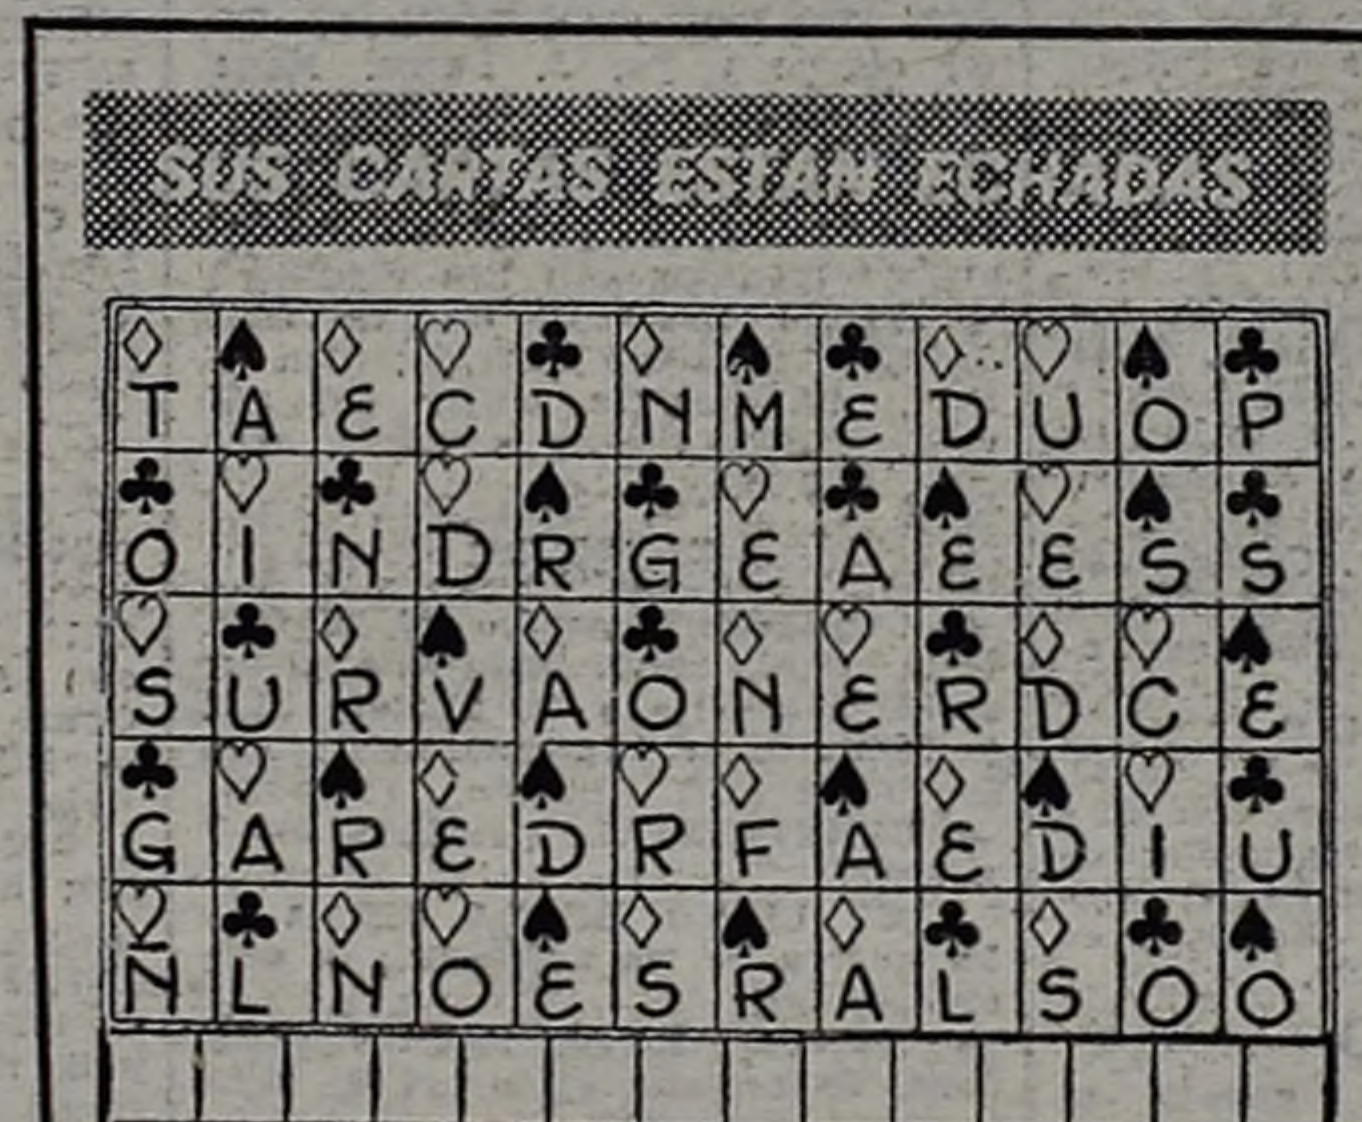 SUS CARTAS ESTAN ECHADAS
♢ ♠ ♢ ♡ ♣ ♢ ♠ ♣ ♢ ♡ ♠ ♣
T A E C D N M E D U O P
♣ ♡ ♣ ♡ ♠ ♣ ♡ ♣ ♠ ♡ ♠ ♣
O I N D R G E A E E S S
♡ ♣ ♢ ♠ ♢ ♣ ♢ ♡ ♣ ♢ ♡ ♠
S U R V A O N E R D C E
♣ ♡ ♠ ♢ ♠ ♡ ♢ ♠ ♢ ♠ ♡ ♣
G A R E D R F A E D I U
♡ ♣ ♢ ♡ ♠ ♢ ♠ ♢ ♣ ♢ ♣ ♠
N L N O E S R A L S O O